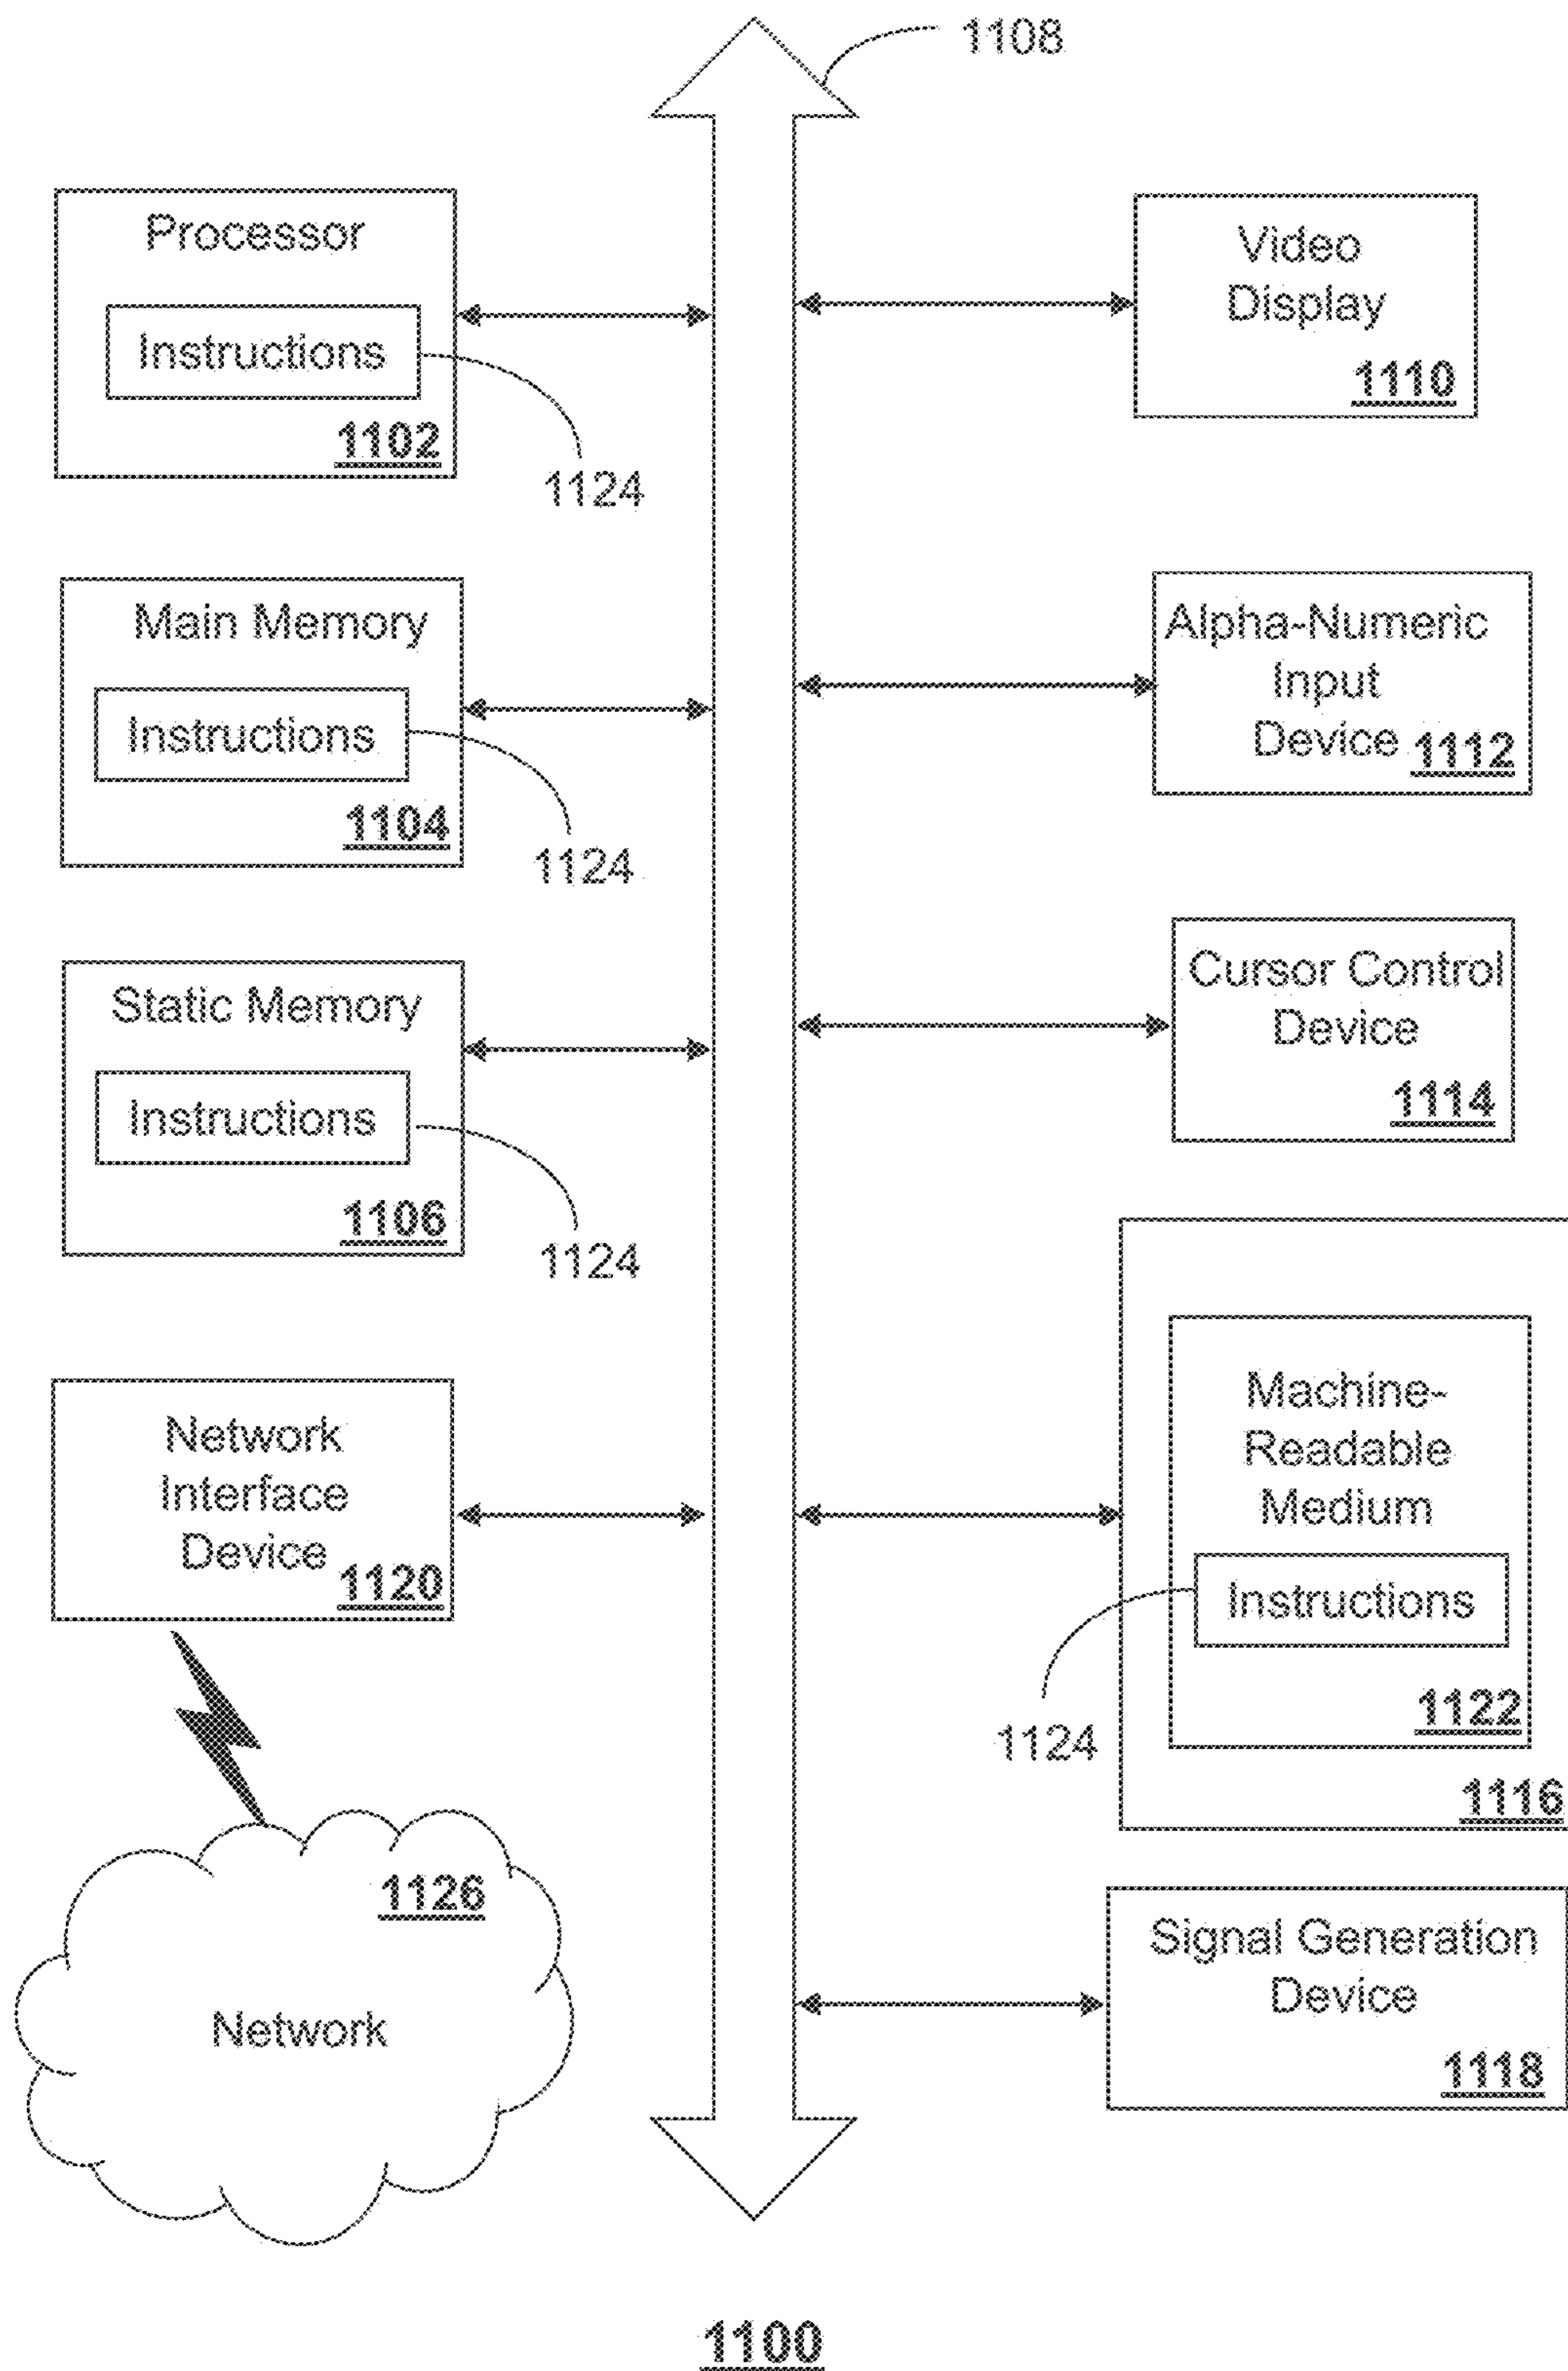 1108
Processor
Instructions
1102
1124
Video
Display
1110
Main Memory
Instructions
1104
1124
Alpha-Numeric
Input
Device 1112
Static Memory
Instructions
1106
1124
Cursor Control
Device
1114
Network
Interface
Device
1120
Machine-
Readable
Medium
Instructions
1122
1124
1116
1126
Network
Signal Generation
Device
1118
1100